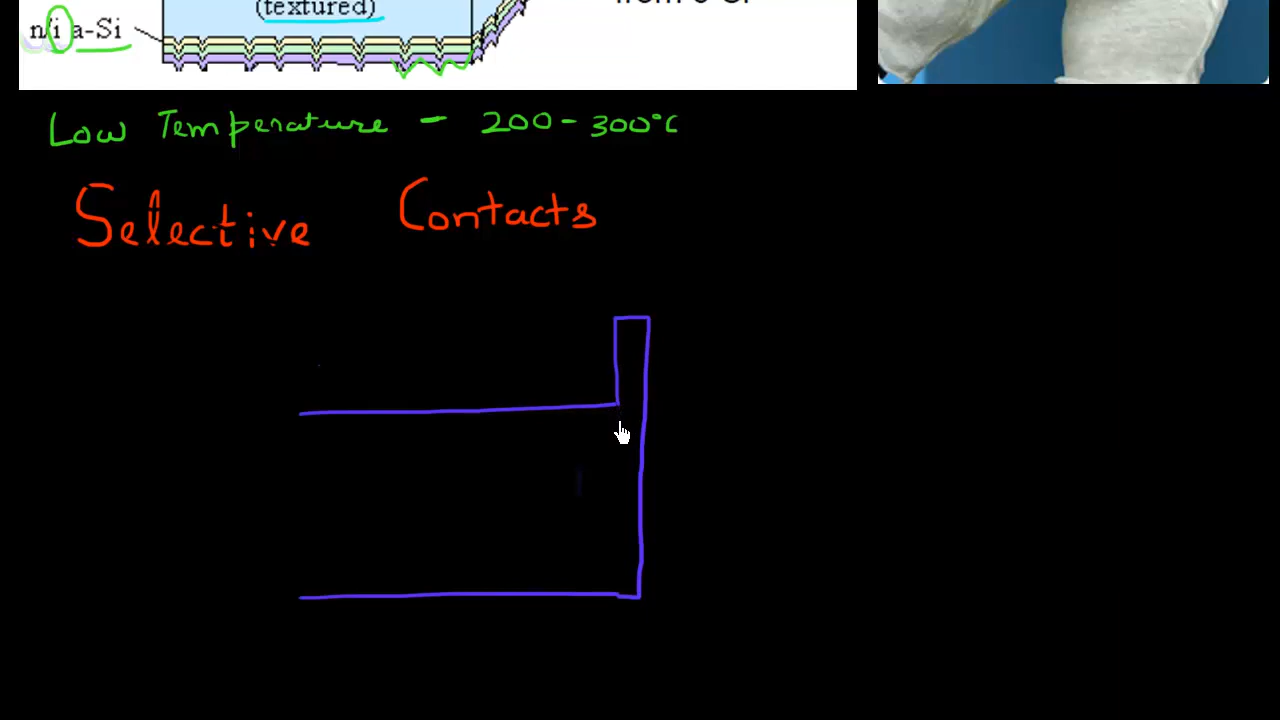 (textured)
n/i a-Si
Low Temperature - 200-300°C
Selective Contacts